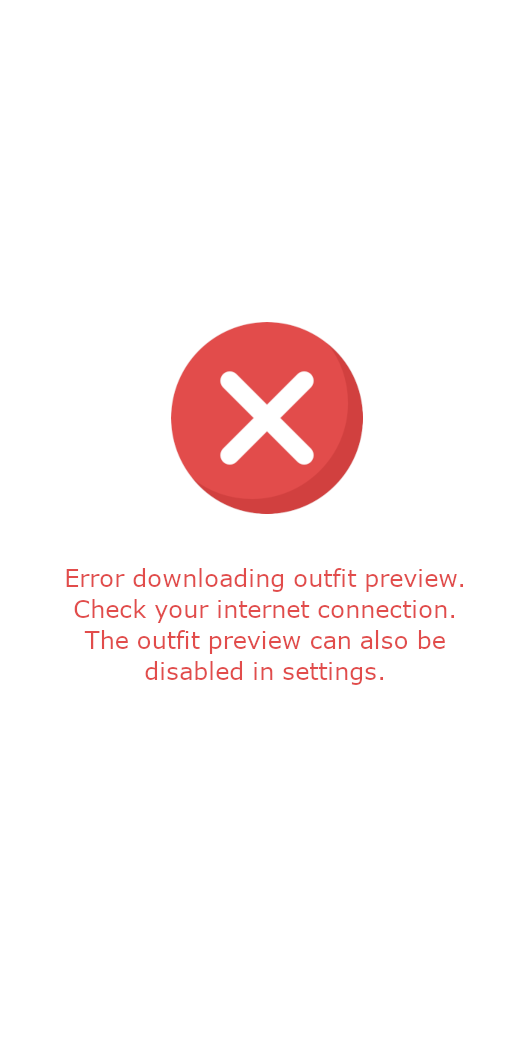 Error downloading outfit preview.
Check your internet connection.
The outfit preview can also be
disabled in settings.